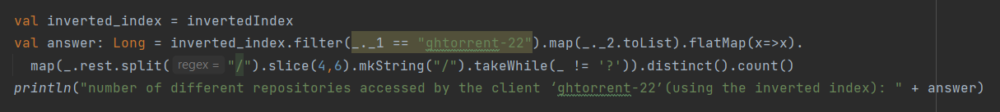 val inverted_index = invertedIndex
val answer: Long = inverted_index.filter(_._1 == "ghtorrent-22").map(_._2.toList).flatMap(x=>x).
map(_.rest.split( regex = "/").slice(4,6).mkString("/").takeWhile(_ != '?')).distinct().count()
println("number of different repositories accessed by the client ‘ghtorrent-22’(using the inverted index): " + answer)